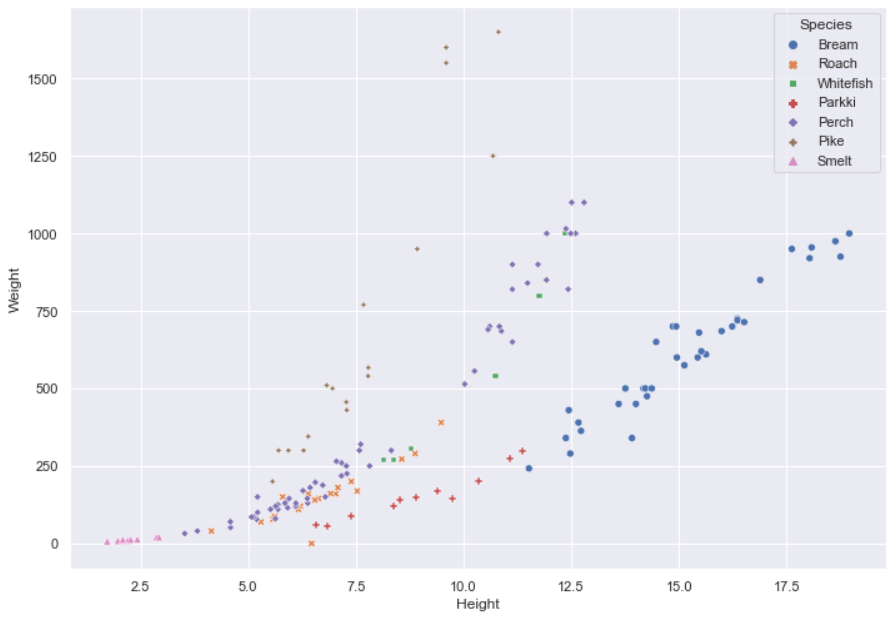 Species
Bream
Roach
Whitefish
Parkki
Perch
Pike
Smelt
1500
1250
1000
750
500
250
0
Weight
2.5 5.0 7.5 10.0 12.5 15.0 17.5
Height